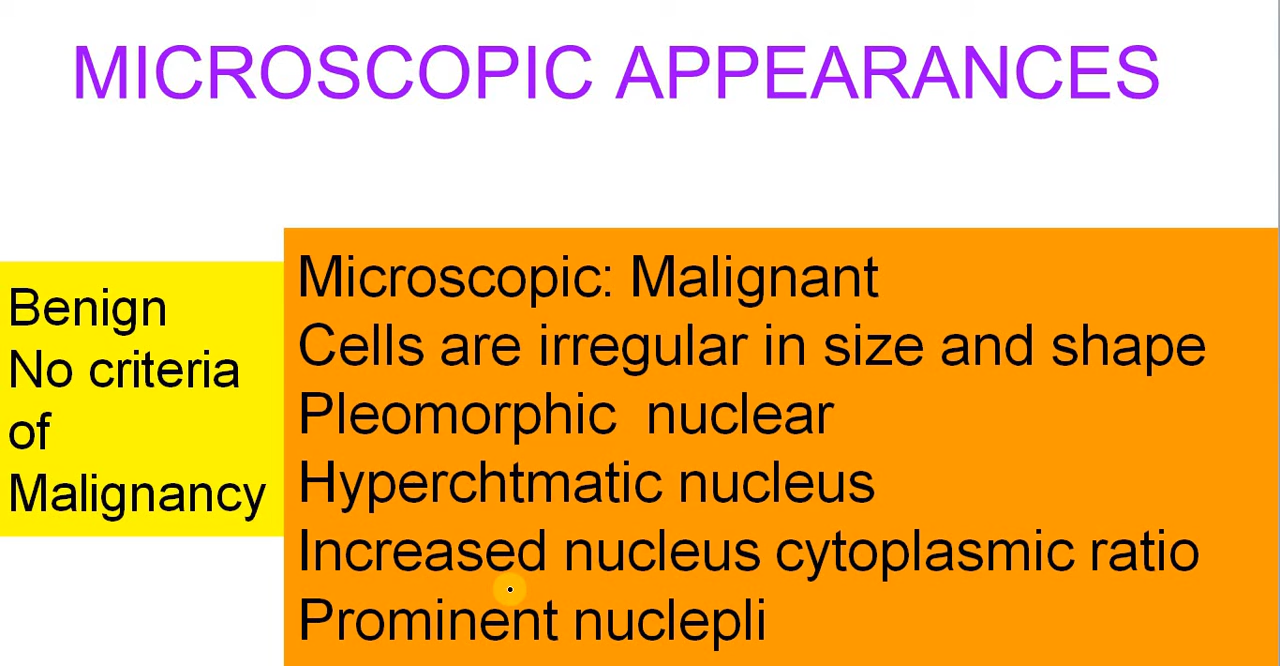 MICROSCOPIC APPEARANCES
Benign
No criteria
of
Malignancy
Microscopic: Malignant
Cells are irregular in size and shape
Pleomorphic  nuclear
Hyperchtmatic nucleus
Increased nucleus cytoplasmic ratio
Prominent nuclepli